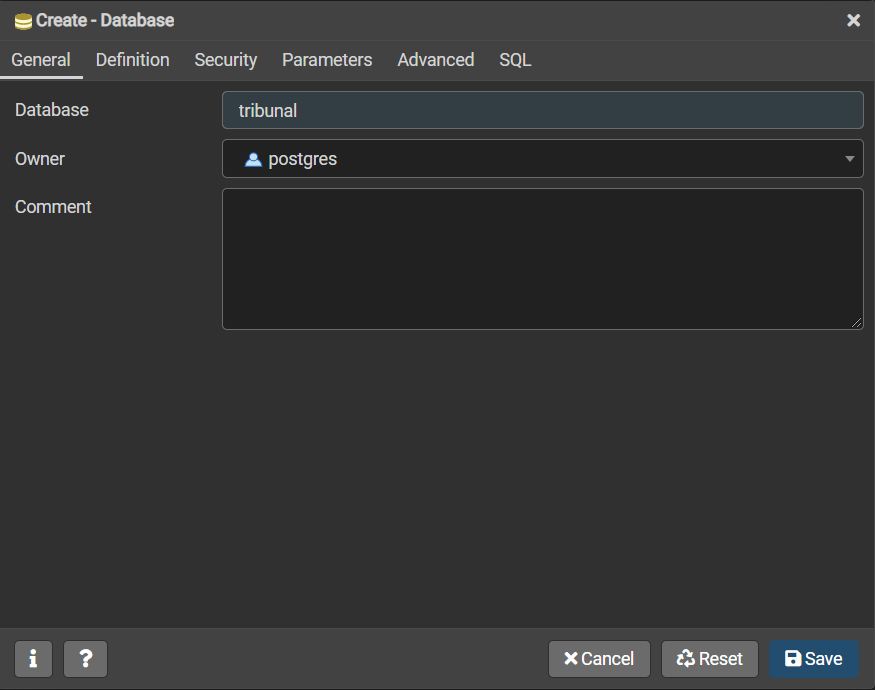 Create - Database
General Definition Security Parameters Advanced SQL
Database tribunal
Owner postgres
Comment
i ? Cancel Reset Save